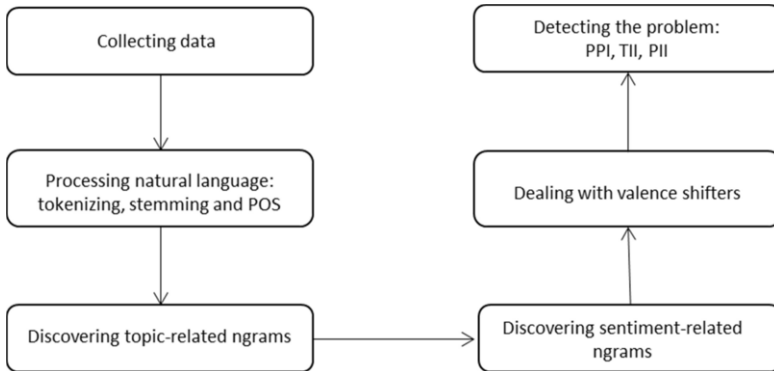 Collecting data
Processing natural language:
tokenizing, stemming and POS
Discovering topic-related ngrams
Discovering sentiment-related
ngrams
Dealing with valence shifters
Detecting the problem:
PPI, TII, PII